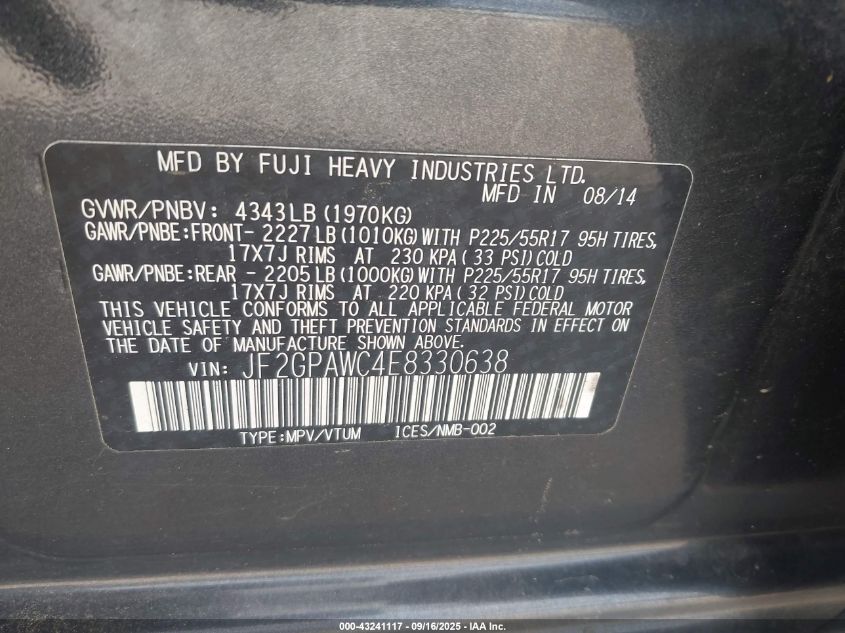 MFD BY FUJI HEAVY INDUSTRIES LTD.
MFD IN 08/14
GVWR/PNBV: 4343LB(1970KG)
GAWR/PNBE:FRONT- 2227LB(1010KG)WITH P225/55R17 95H TIRES,
17X7J RIMS AT 230 KPA(33 PSI)COLD
GAWR/PNBE:REAR - 2205LB(1000KG)WITH P225/55R17 95H TIRES,
17X7J RIMS AT 220 KPA(32 PSI)COLD
THIS VEHICLE CONFORMS TO ALL APPLICABLE FEDERAL MOTOR
VEHICLE SAFETY AND THEFT PREVENTION STANDARDS IN EFFECT ON
THE DATE OF MANUFACTURE SHOWN ABOVE.
VIN: JF2GPAWC4E8330638
TYPE:MPV/VTUM ICES/NMB-002
000-43241117 - 09/16/2025 - IAA Inc.